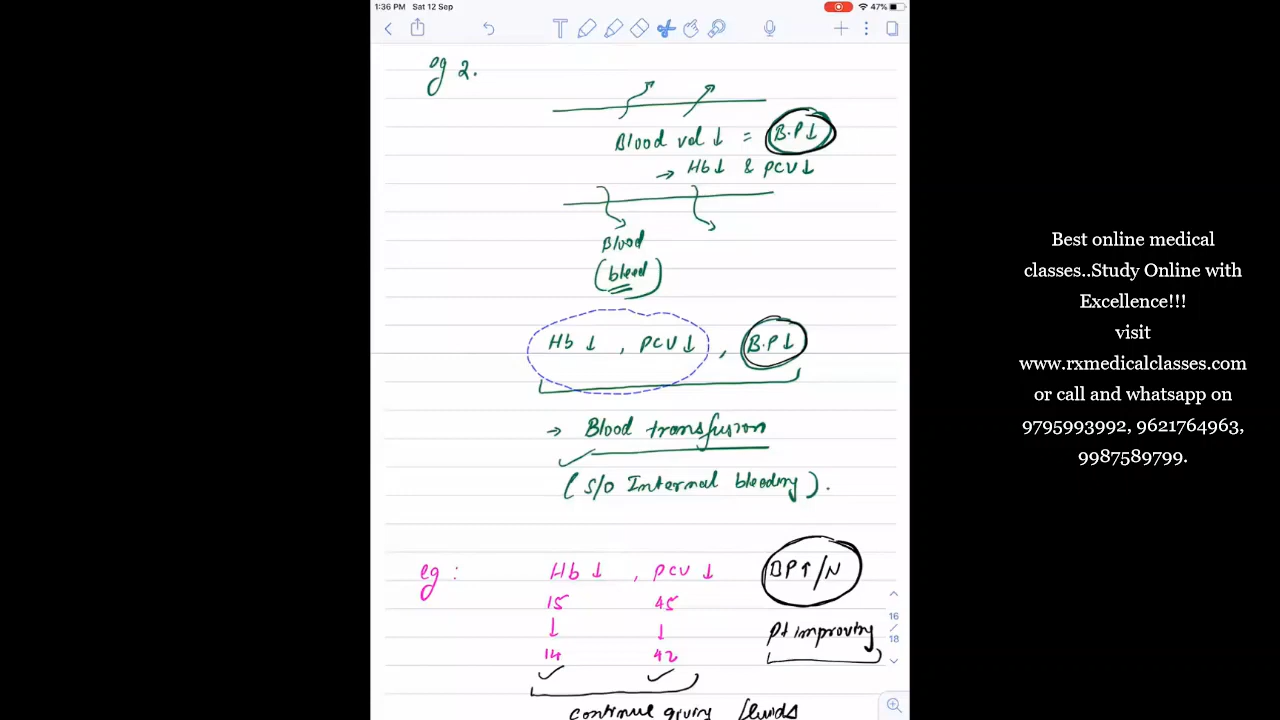 1:36 PM Sat 12 Sep
47%
eg 2.
Blood vol ↓ = B.P↓
→ Hb↓ & PCV↓
Blood
(bleed)
Hb ↓ , PCV↓ , B.P↓
→ Blood transfusion
(S/O Internal bleeding).
eg : Hb ↓ , PCV ↓ BP↑/N
15 45
↓ ↓ Pt improving
14 42
continue giving fluids
16
/
18
Best online medical
classes..Study Online with
Excellence!!!
visit
www.rxmedicalclasses.com
or call and whatsapp on
9795993992, 9621764963,
9987589799.